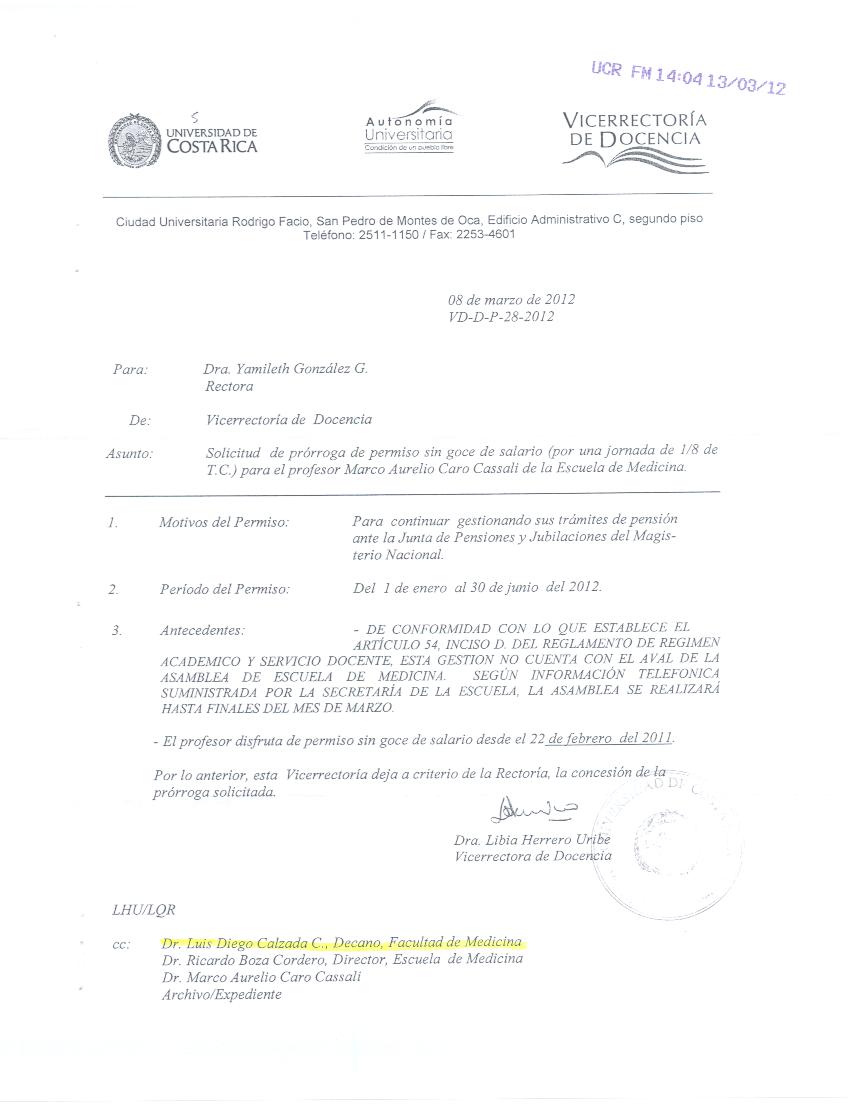 UCR FM 14:04 13/03/12
UNIVERSIDAD DE
COSTA RICA
Autonomía
Universitaria
Condición de un pueblo libre
VICERRECTORÍA
DE DOCENCIA
Ciudad Universitaria Rodrigo Facio, San Pedro de Montes de Oca, Edificio Administrativo C, segundo piso
Teléfono: 2511-1150 / Fax: 2253-4601
08 de marzo de 2012
VD-D-P-28-2012
Para: Dra. Yamileth González G.
Rectora
De: Vicerrectoría de Docencia
Asunto: Solicitud de prórroga de permiso sin goce de salario (por una jornada de 1/8 de
T.C.) para el profesor Marco Aurelio Caro Cassali de la Escuela de Medicina.
1. Motivos del Permiso: Para continuar gestionando sus trámites de pensión
ante la Junta de Pensiones y Jubilaciones del Magis-
terio Nacional.
2. Período del Permiso: Del 1 de enero al 30 de junio del 2012.
3. Antecedentes: - DE CONFORMIDAD CON LO QUE ESTABLECE EL
ARTÍCULO 54, INCISO D. DEL REGLAMENTO DE REGIMEN
ACADEMICO Y SERVICIO DOCENTE, ESTA GESTION NO CUENTA CON EL AVAL DE LA
ASAMBLEA DE ESCUELA DE MEDICINA. SEGÚN INFORMACIÓN TELEFONICA
SUMINISTRADA POR LA SECRETARÍA DE LA ESCUELA, LA ASAMBLEA SE REALIZARÁ
HASTA FINALES DEL MES DE MARZO.
- El profesor disfruta de permiso sin goce de salario desde el 22 de febrero del 2011.
Por lo anterior, esta Vicerrectoría deja a criterio de la Rectoría, la concesión de la
prórroga solicitada.
Dra. Libia Herrero Uribe
Vicerrectora de Docencia
LHU/LQR
cc: Dr. Luis Diego Calzada C., Decano, Facultad de Medicina
Dr. Ricardo Boza Cordero, Director, Escuela de Medicina
Dr. Marco Aurelio Caro Cassali
Archivo/Expediente